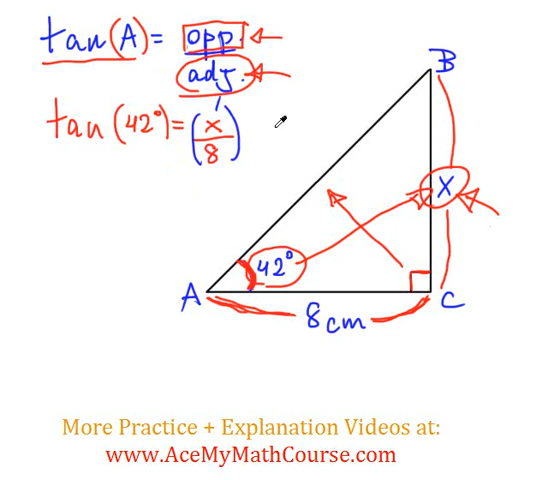 tan(A) = opp.
adj.
tan(42°) = (x/8)
B
X
42°
A
C
8cm
More Practice + Explanation Videos at:
www.AceMyMathCourse.com